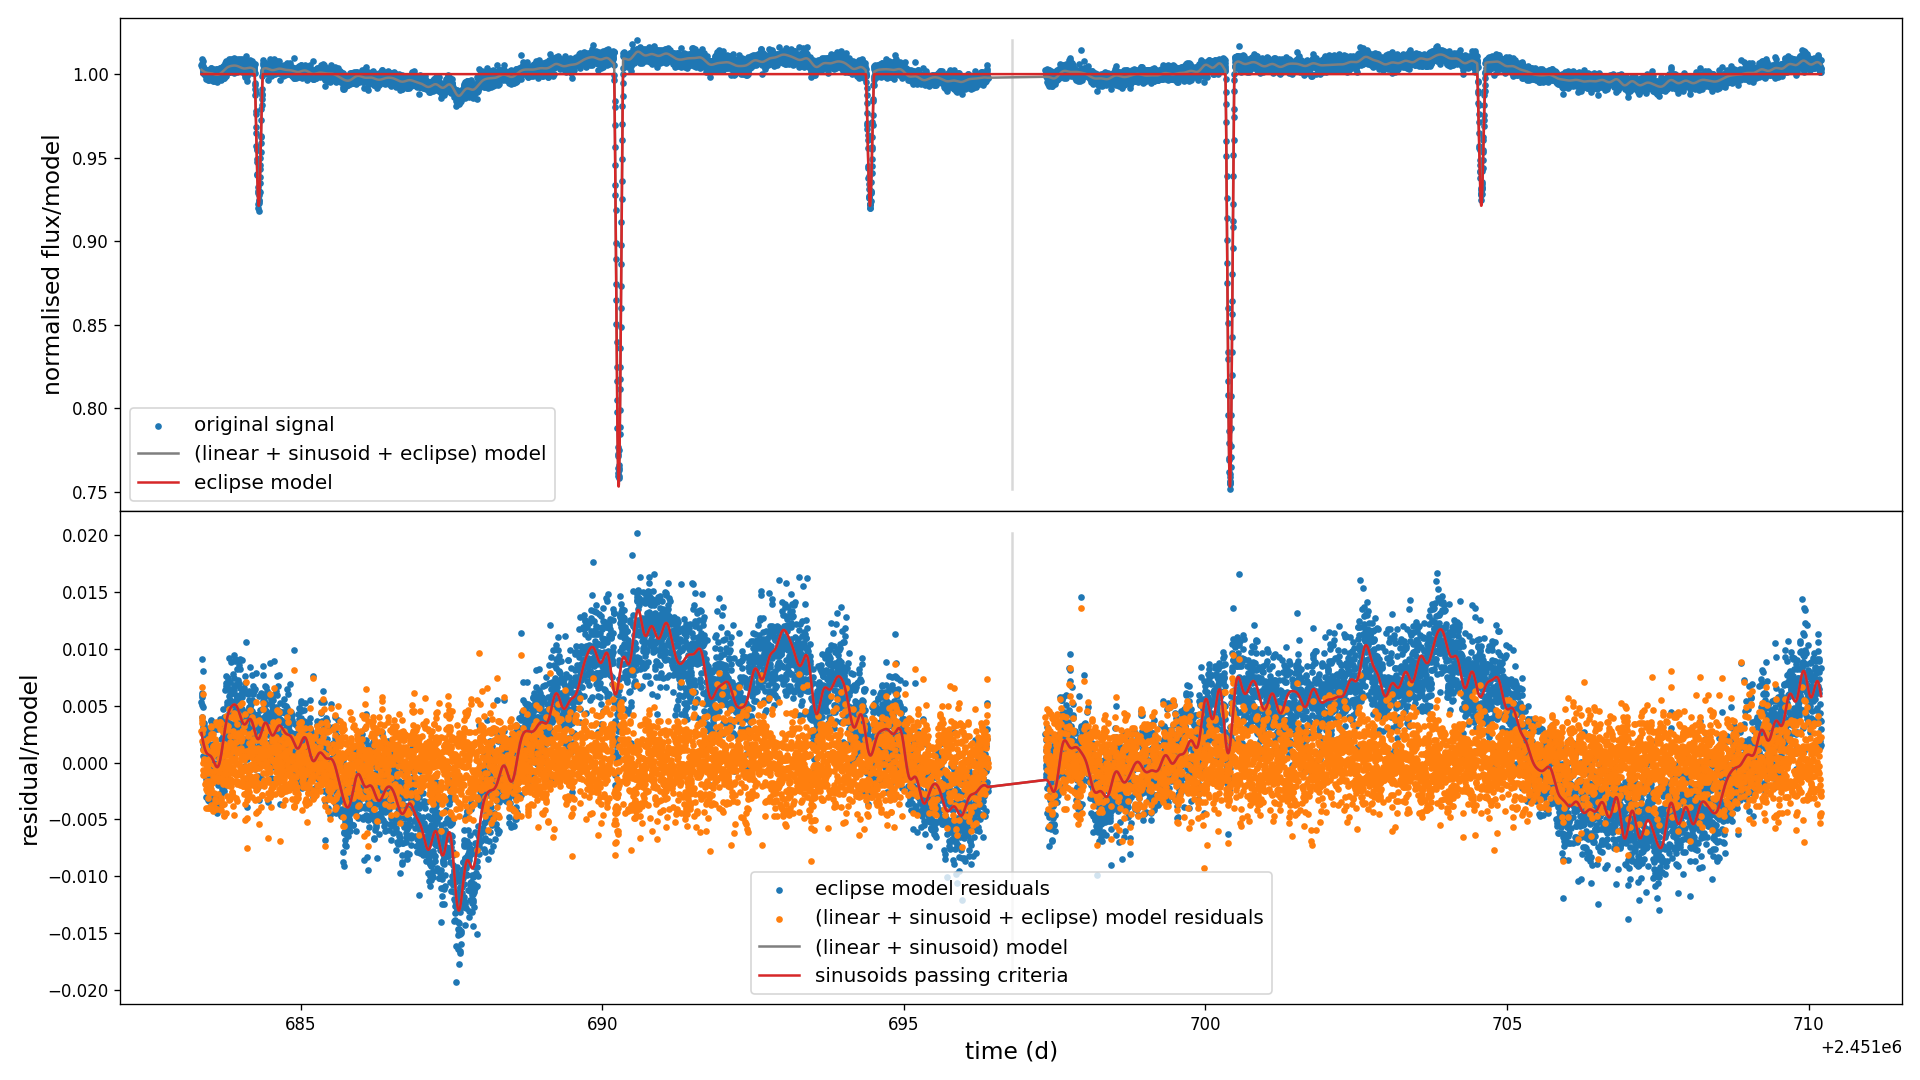 normalised flux/model
1.00
0.95
0.90
0.85
0.80
0.75
original signal
(linear + sinusoid + eclipse) model
eclipse model
residual/model
0.020
0.015
0.010
0.005
0.000
−0.005
−0.010
−0.015
−0.020
eclipse model residuals
(linear + sinusoid + eclipse) model residuals
(linear + sinusoid) model
sinusoids passing criteria
685 690 695 700 705 710
time (d)
+2.451e6